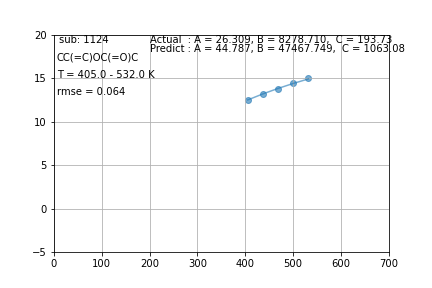 sub: 1124
Actual : A = 26.309, B = 8278.710, C = 193.73
Predict : A = 44.787, B = 47467.749, C = 1063.08
CC(=C)OC(=O)C
T = 405.0 - 532.0 K
rmse = 0.064
20
15
10
5
0
−5
0 100 200 300 400 500 600 700